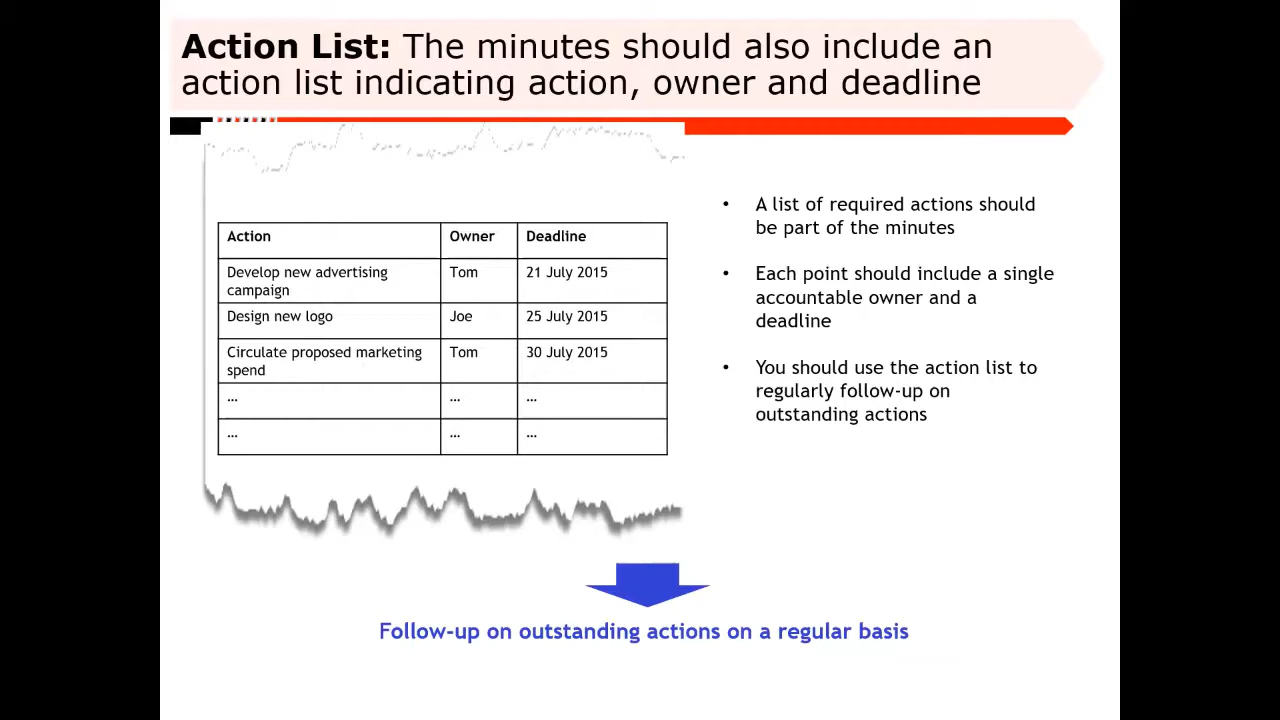 Action List: The minutes should also include an
action list indicating action, owner and deadline
Action Owner Deadline
Develop new advertising
campaign
Tom 21 July 2015
Design new logo Joe 25 July 2015
Circulate proposed marketing
spend
Tom 30 July 2015
... ... ...
... ... ...
• A list of required actions should
be part of the minutes
• Each point should include a single
accountable owner and a
deadline
• You should use the action list to
regularly follow-up on
outstanding actions
Follow-up on outstanding actions on a regular basis